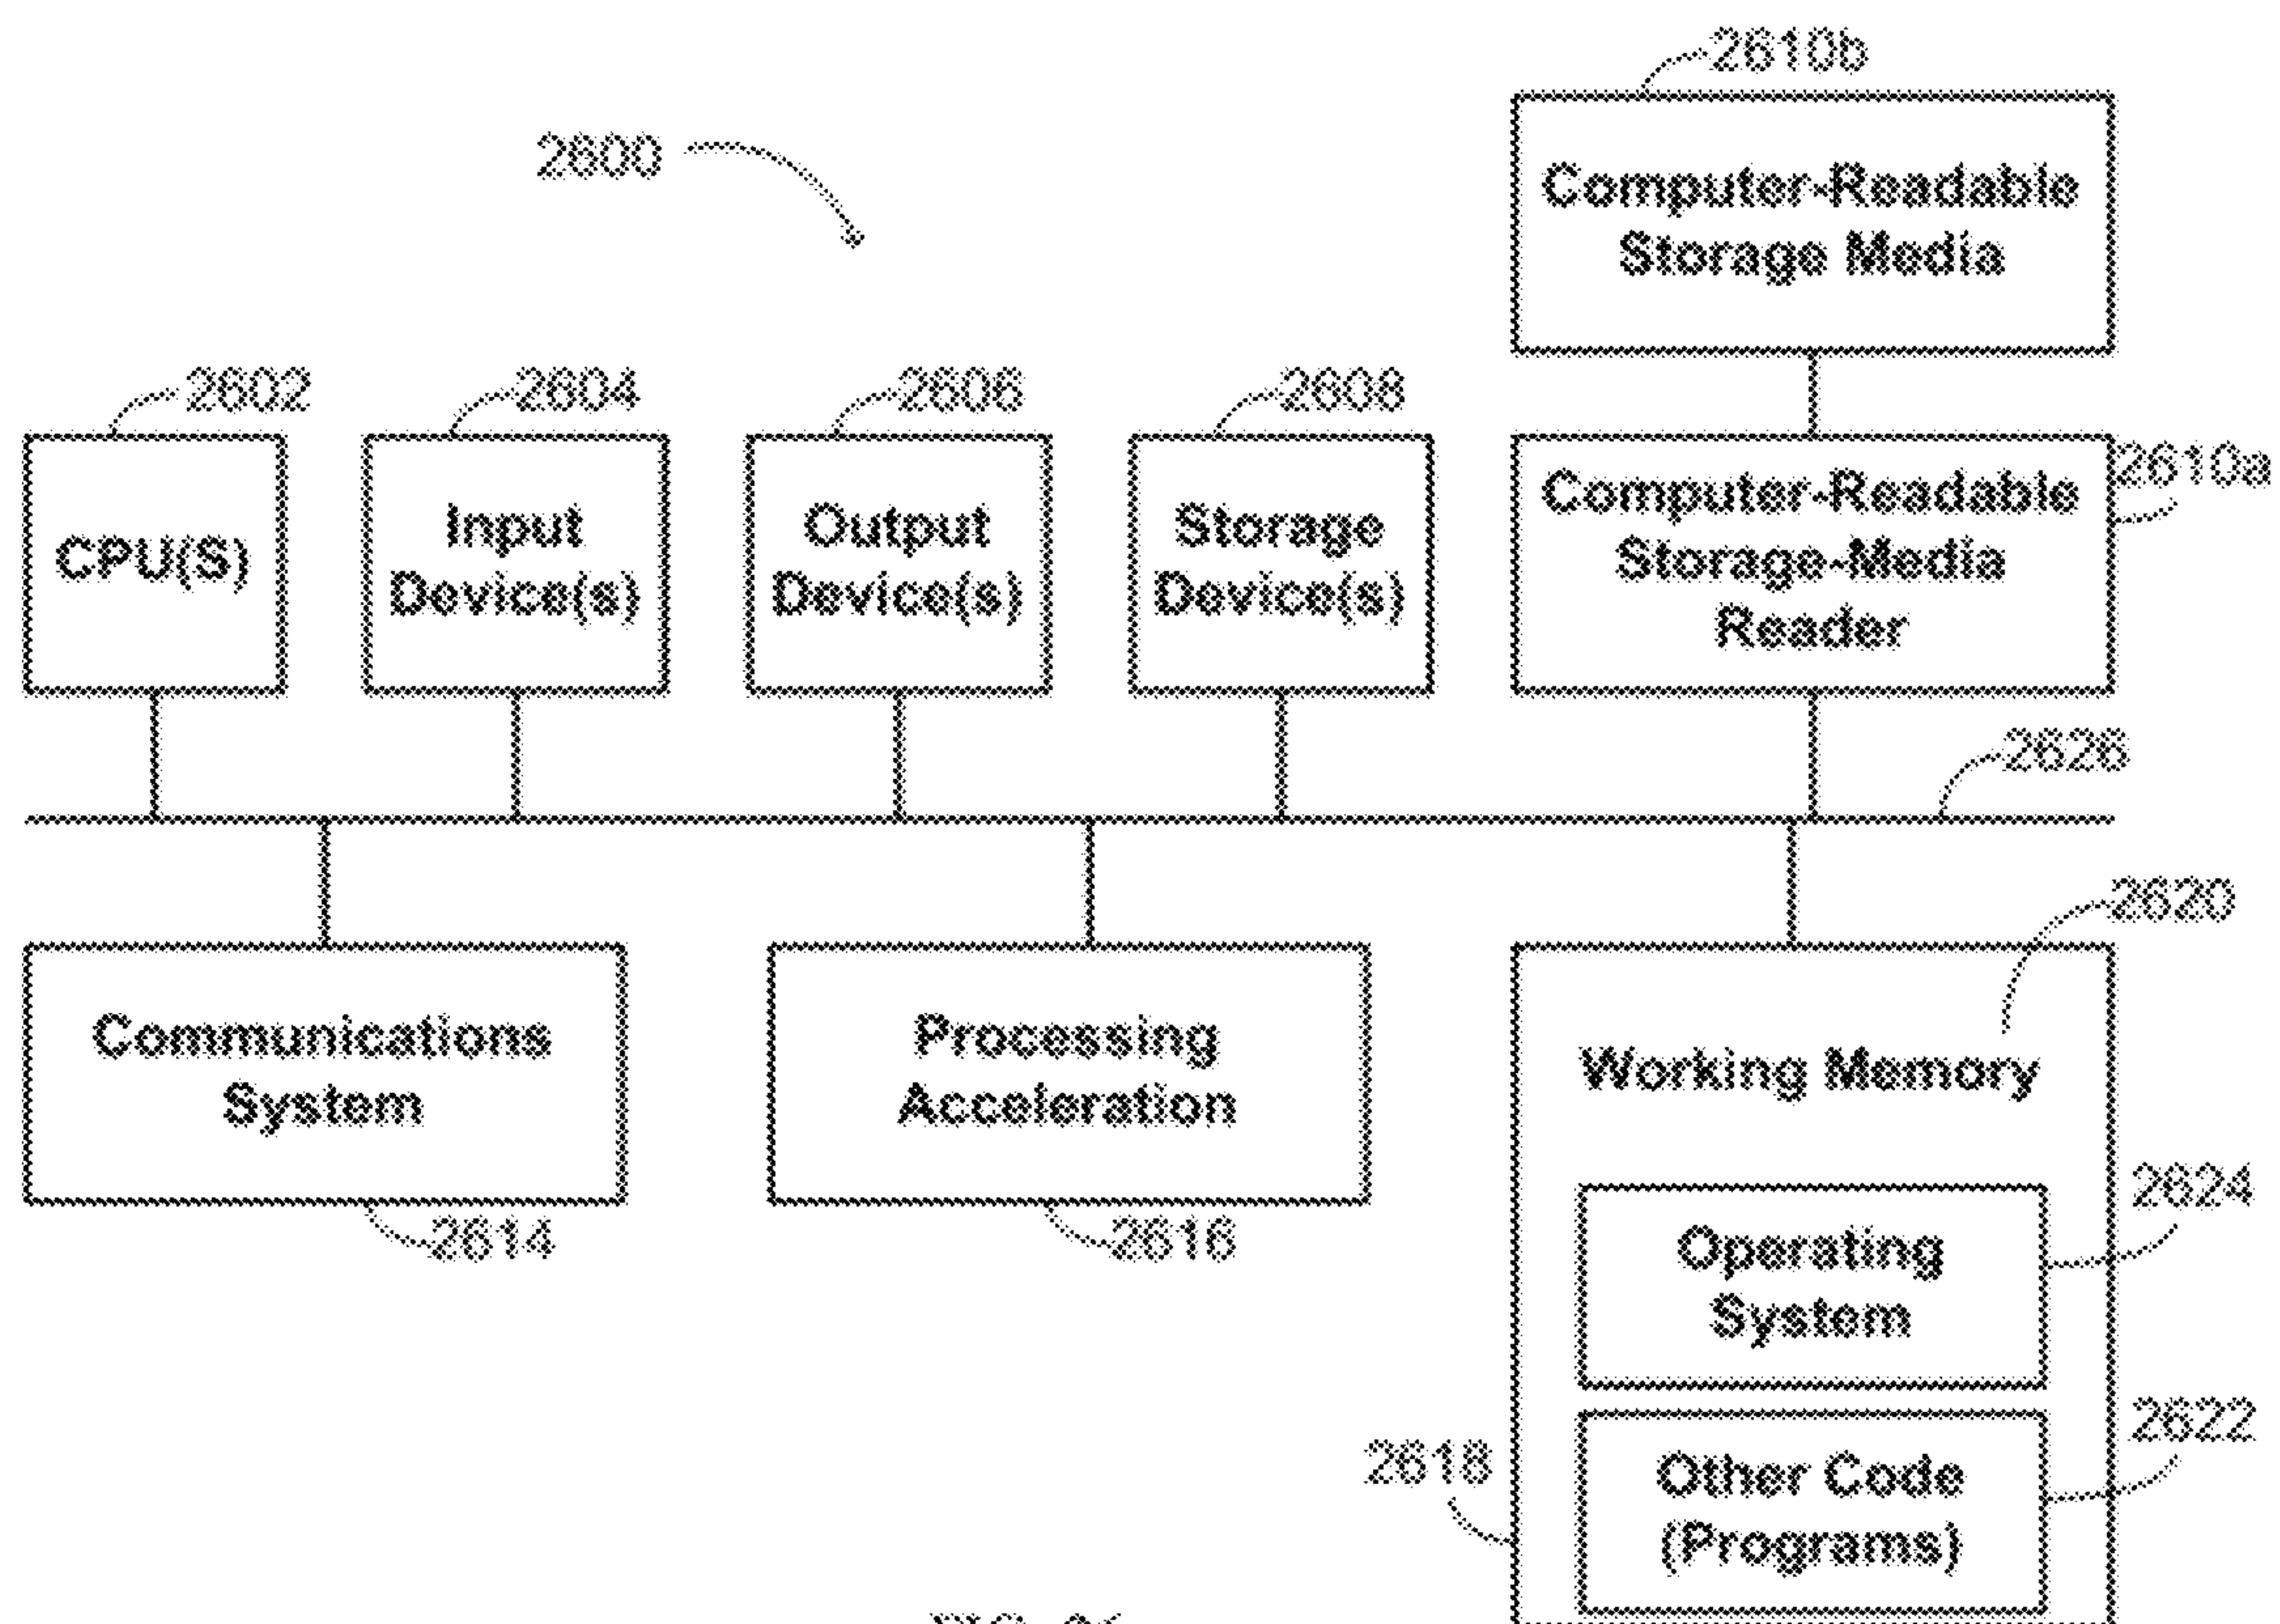 2610b
2600
Computer-Readable
Storage Media
2602
2604
2606
2608
2610a
CPU(S)
Input
Device(s)
Output
Device(s)
Storage
Device(s)
Computer-Readable
Storage-Media
Reader
2626
2620
Communications
System
Processing
Acceleration
Working Memory
2614
2616
2624
Operating
System
2622
2618
Other Code
(Programs)